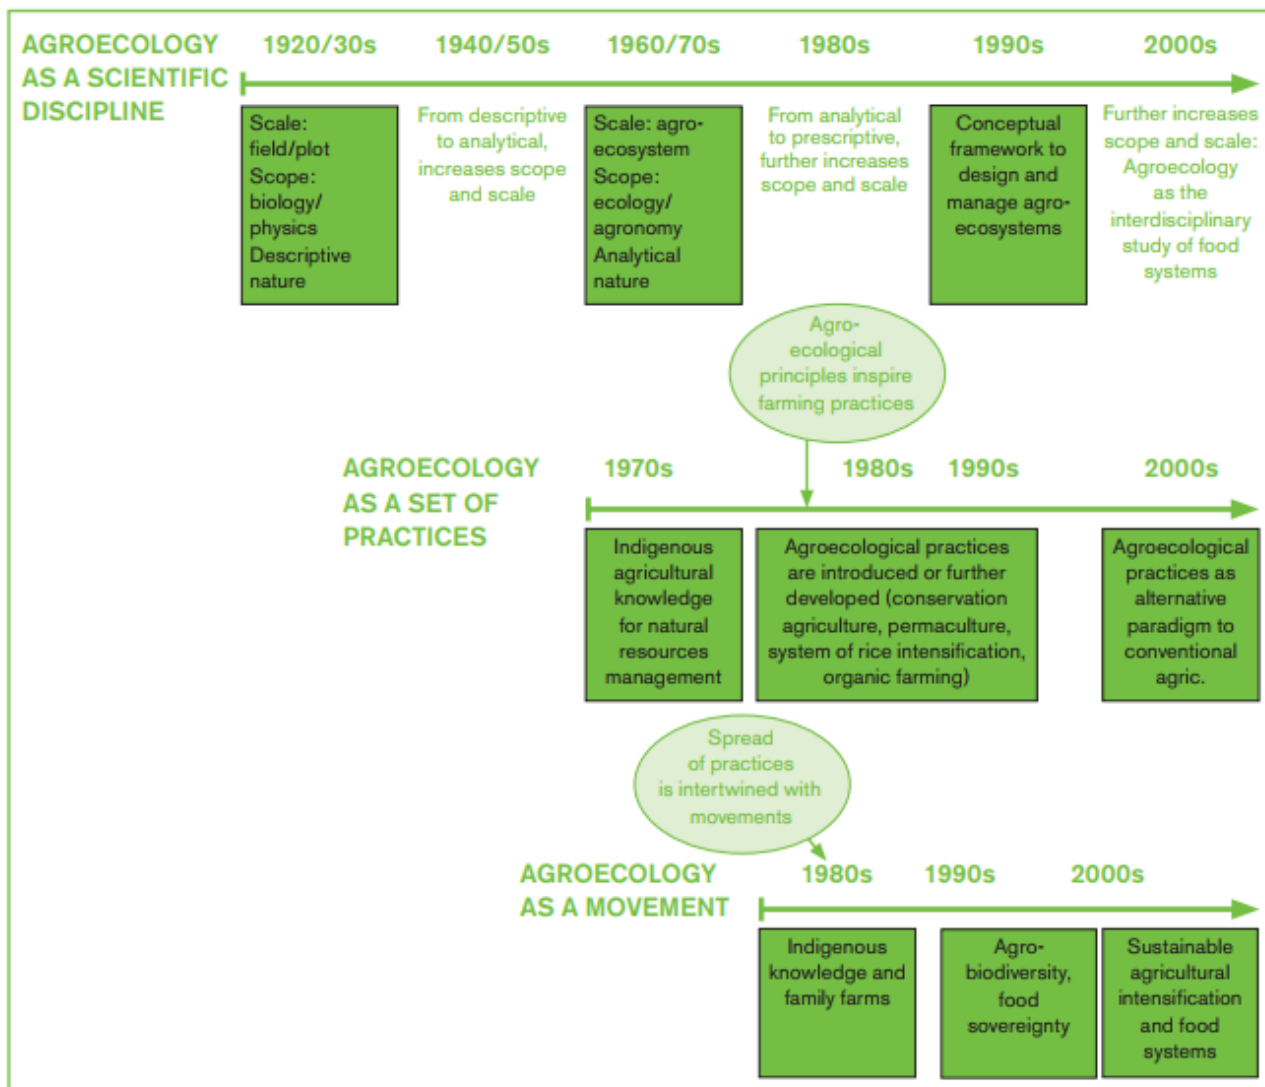 AGROECOLOGY
AS A SCIENTIFIC
DISCIPLINE
1920/30s
1940/50s
1960/70s
1980s
1990s
2000s
Scale:
field/plot
Scope:
biology/
physics
Descriptive
nature
From descriptive
to analytical,
increases scope
and scale
Scale: agro-
ecosystem
Scope:
ecology/
agronomy
Analytical
nature
From analytical
to prescriptive,
further increases
scope and scale
Conceptual
framework to
design and
manage agro-
ecosystems
Further increases
scope and scale:
Agroecology
as the
interdisciplinary
study of food
systems
Agro-
ecological
principles inspire
farming practices
AGROECOLOGY
AS A SET OF
PRACTICES
1970s
1980s
1990s
2000s
Indigenous
agricultural
knowledge
for natural
resources
management
Agroecological practices
are introduced or further
developed (conservation
agriculture, permaculture,
system of rice intensification,
organic farming)
Agroecological
practices as
alternative
paradigm to
conventional
agric.
Spread
of practices
is intertwined with
movements
AGROECOLOGY
AS A MOVEMENT
1980s
1990s
2000s
Indigenous
knowledge and
family farms
Agro-
biodiversity,
food
sovereignty
Sustainable
agricultural
intensification
and food
systems